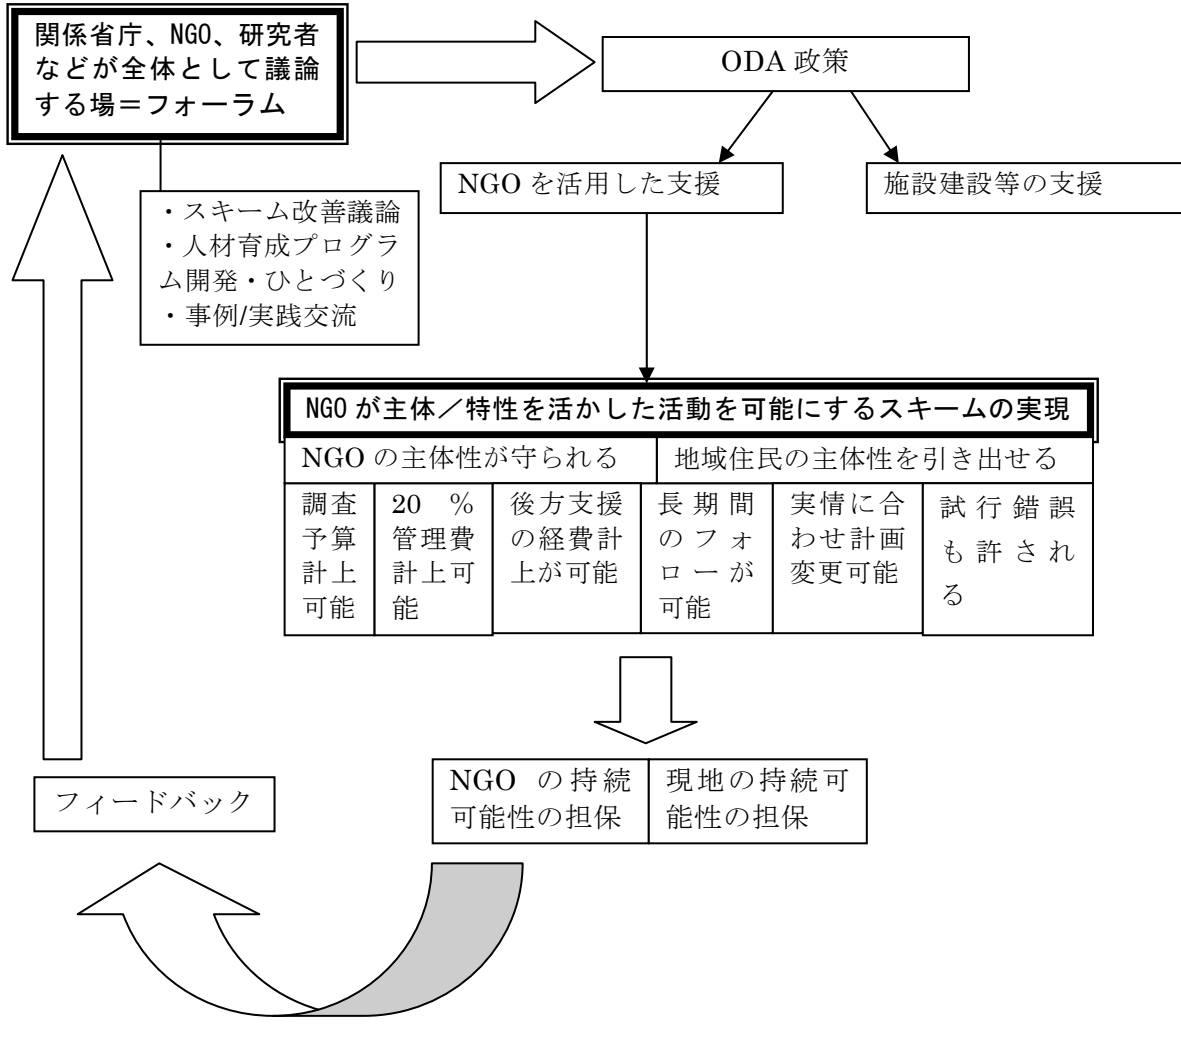 関係省庁、NGO、研究者
などが全体として議論
する場＝フォーラム
ODA 政策
NGO を活用した支援
施設建設等の支援
・スキーム改善議論
・人材育成プログラ
ム開発・ひとづくり
・事例/実践交流
NGO が主体／特性を活かした活動を可能にするスキームの実現
NGO の主体性が守られる
地域住民の主体性を引き出せる
調査
予算
計上
可能
20 ％
管理費
計上可
能
後方支援
の経費計
上が可能
長期間
のフォ
ローが
可能
実情に合
わせ計画
変更可能
試行錯誤
も許され
る
NGO の持続
可能性の担保
現地の持続可
能性の担保
フィードバック